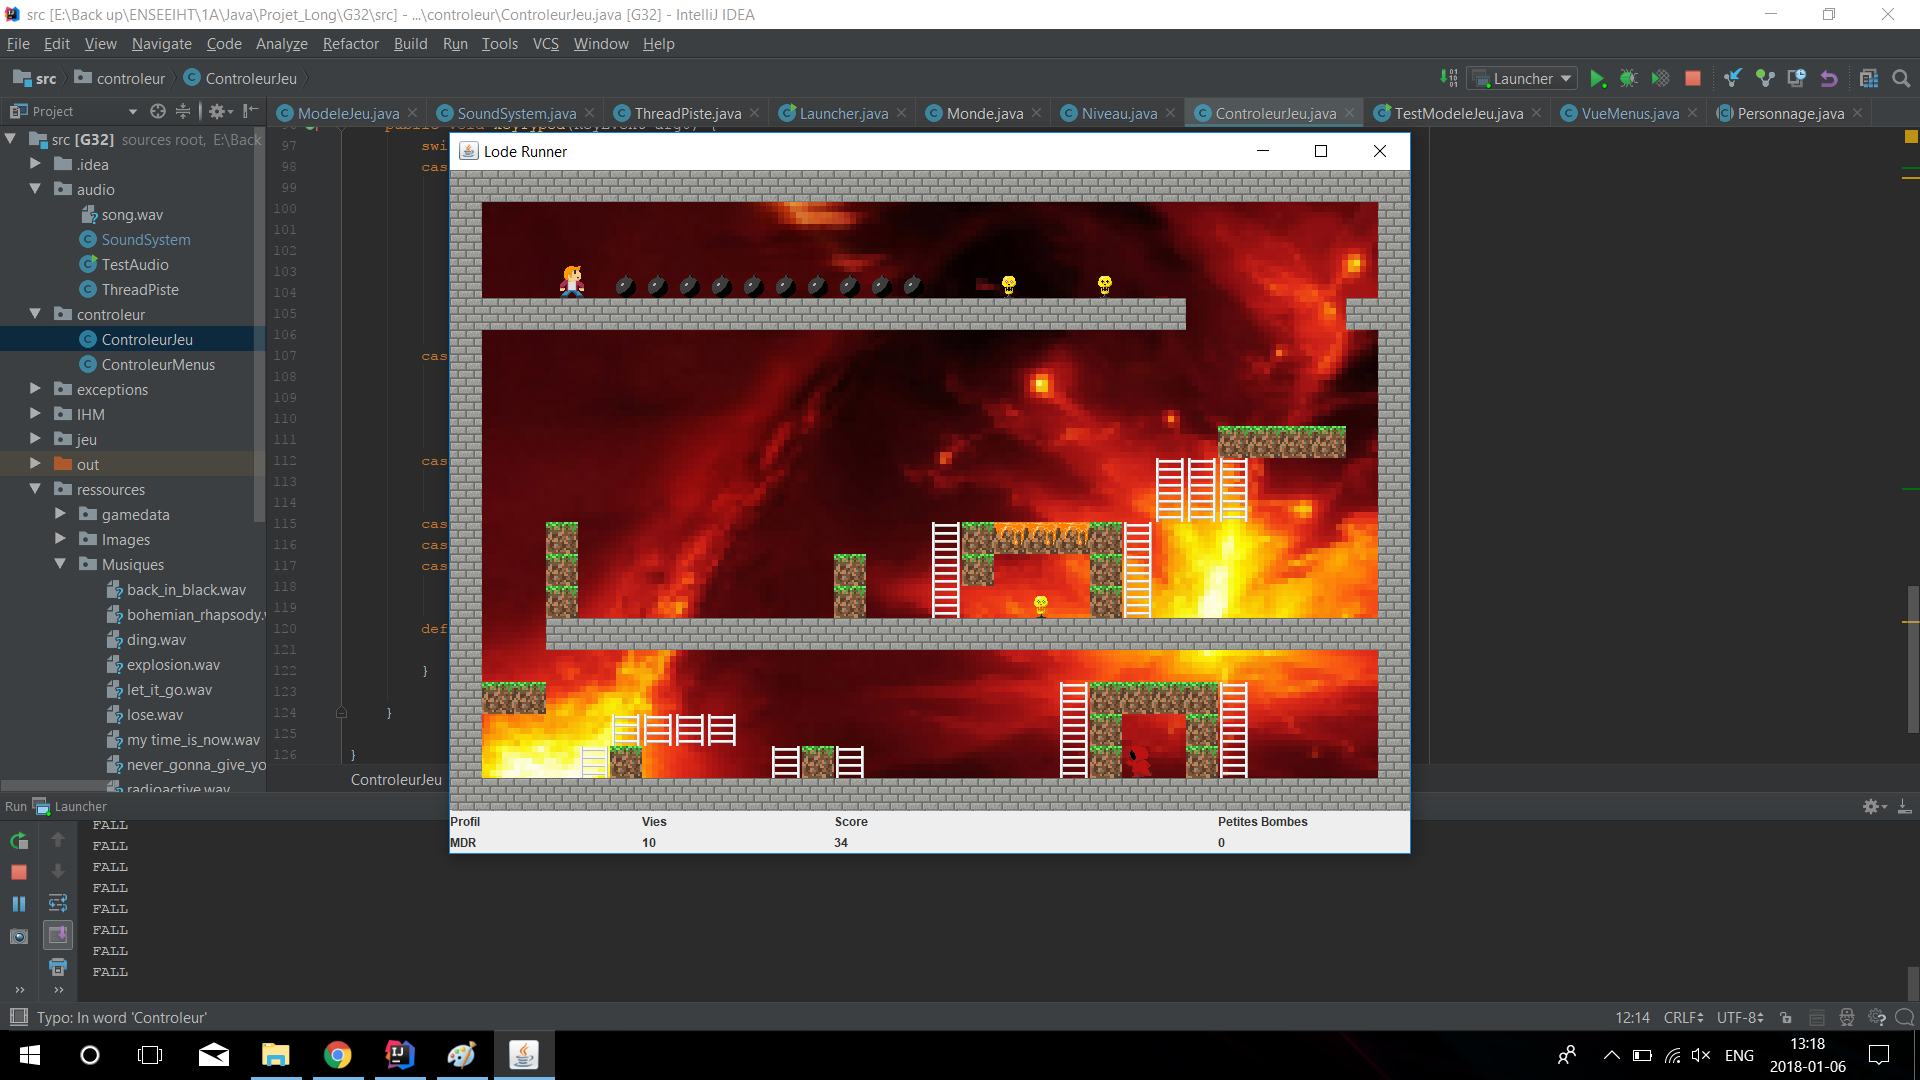 src [E:\Back up\ENSEEIHT\1A\Java\Projet_Long\G32\src] - ...\controleur\ControleurJeu.java [G32] - IntelliJ IDEA
File Edit View Navigate Code Analyze Refactor Build Run Tools VCS Window Help
src controleur ControleurJeu
Launcher
Project
ModeleJeu.java SoundSystem.java ThreadPiste.java Launcher.java Monde.java Niveau.java ControleurJeu.java TestModeleJeu.java VueMenus.java Personnage.java
src [G32] sources root, E:\Back
.idea
audio
song.wav
SoundSystem
TestAudio
ThreadPiste
controleur
ControleurJeu
ControleurMenus
exceptions
IHM
jeu
out
ressources
gamedata
Images
Musiques
back_in_black.wav
bohemian_rhapsody.
ding.wav
explosion.wav
let_it_go.wav
lose.wav
my time_is_now.wav
never_gonna_give_yo
radioactive.wav
97 swi
98 cas
99
100
101
102
103
104
105
106
107 cas
108
109
110
111
112 cas
113
114
115 cas
116 cas
117 cas
118
119
120 def
121
122 }
123
124 }
125
126 }
ControleurJeu
Lode Runner
Profil Vies Score Petites Bombes
MDR 10 34 0
Run Launcher
FALL
FALL
FALL
FALL
FALL
FALL
FALL
FALL
Typo: In word 'Controleur'
12:14 CRLF UTF-8
ENG
13:18
2018-01-06